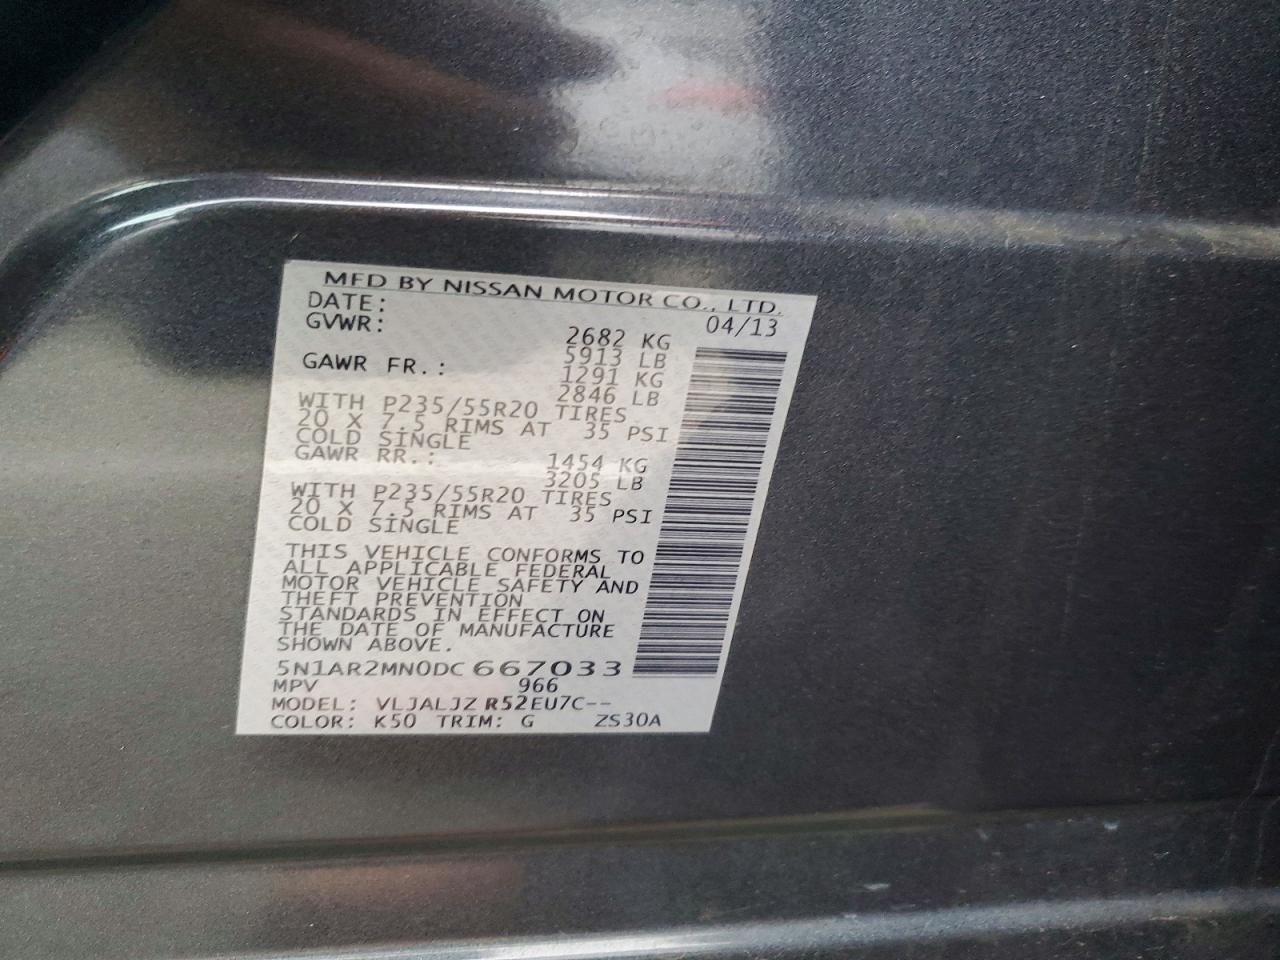 MFD BY NISSAN MOTOR CO., LTD.
DATE: 04/13
GVWR: 2682 KG
5913 LB
GAWR FR.: 1291 KG
2846 LB
WITH P235/55R20 TIRES
20 X 7.5 RIMS AT 35 PSI
COLD SINGLE
GAWR RR.: 1454 KG
3205 LB
WITH P235/55R20 TIRES
20 X 7.5 RIMS AT 35 PSI
COLD SINGLE
THIS VEHICLE CONFORMS TO
ALL APPLICABLE FEDERAL
MOTOR VEHICLE SAFETY AND
THEFT PREVENTION
STANDARDS IN EFFECT ON
THE DATE OF MANUFACTURE
SHOWN ABOVE.
5N1AR2MN0DC667033
MPV 966
MODEL: VLJALJZ R52EU7C--
COLOR: K50 TRIM: G ZS30A